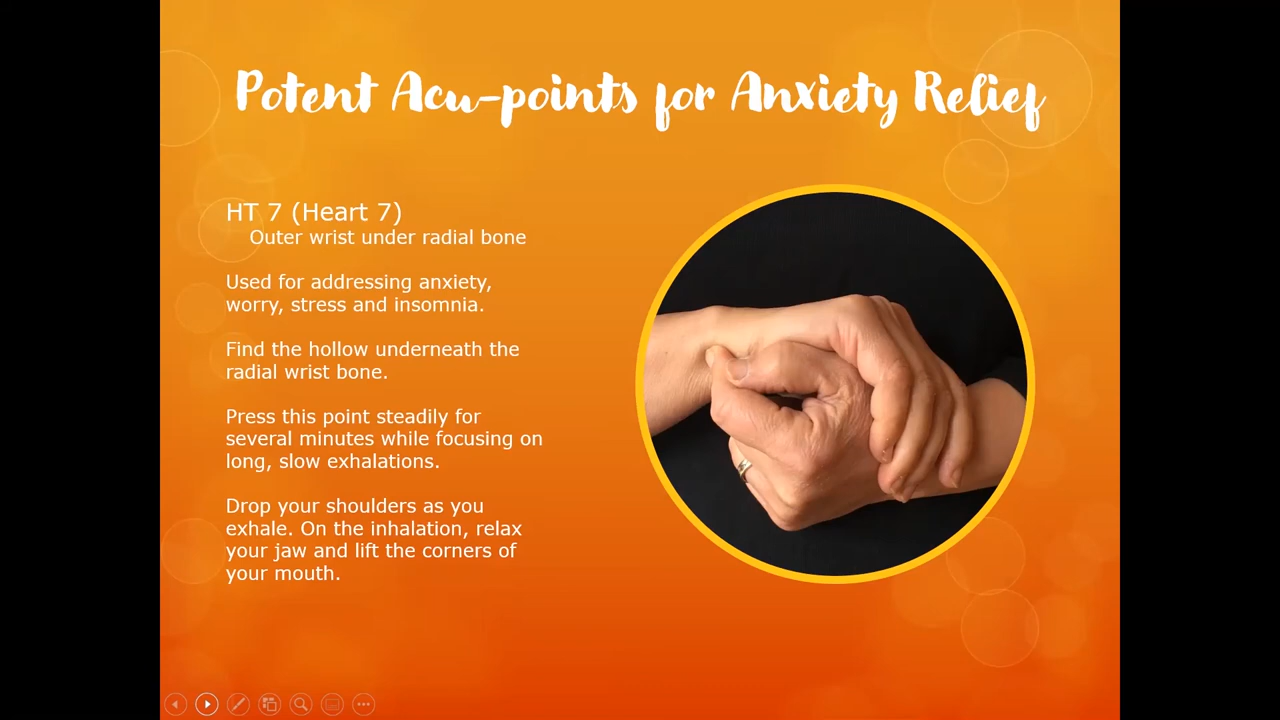 Potent Acu-points for Anxiety Relief
HT 7 (Heart 7)
Outer wrist under radial bone
Used for addressing anxiety,
worry, stress and insomnia.
Find the hollow underneath the
radial wrist bone.
Press this point steadily for
several minutes while focusing on
long, slow exhalations.
Drop your shoulders as you
exhale. On the inhalation, relax
your jaw and lift the corners of
your mouth.